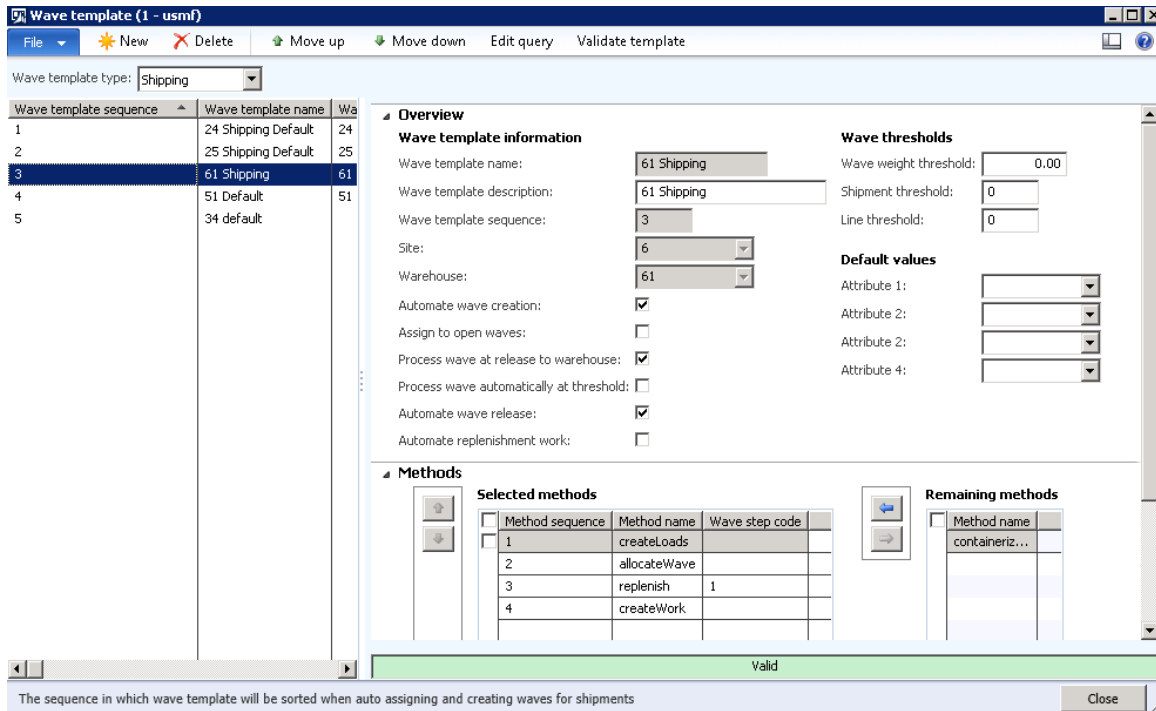 Wave template (1 - usmf)
File New Delete Move up Move down Edit query Validate template
Wave template type: Shipping
Wave template sequence Wave template name Wa
1 24 Shipping Default 24
2 25 Shipping Default 25
3 61 Shipping 61
4 51 Default 51
5 34 default
Overview
Wave template information
Wave template name: 61 Shipping
Wave template description: 61 Shipping
Wave template sequence: 3
Site: 6
Warehouse: 61
Automate wave creation:
Assign to open waves:
Process wave at release to warehouse:
Process wave automatically at threshold:
Automate wave release:
Automate replenishment work:
Wave thresholds
Wave weight threshold: 0.00
Shipment threshold: 0
Line threshold: 0
Default values
Attribute 1:
Attribute 2:
Attribute 2:
Attribute 4:
Methods
Selected methods
Method sequence Method name Wave step code
1 createLoads
2 allocateWave
3 replenish 1
4 createWork
Remaining methods
Method name
containeriz...
Valid
The sequence in which wave template will be sorted when auto assigning and creating waves for shipments
Close